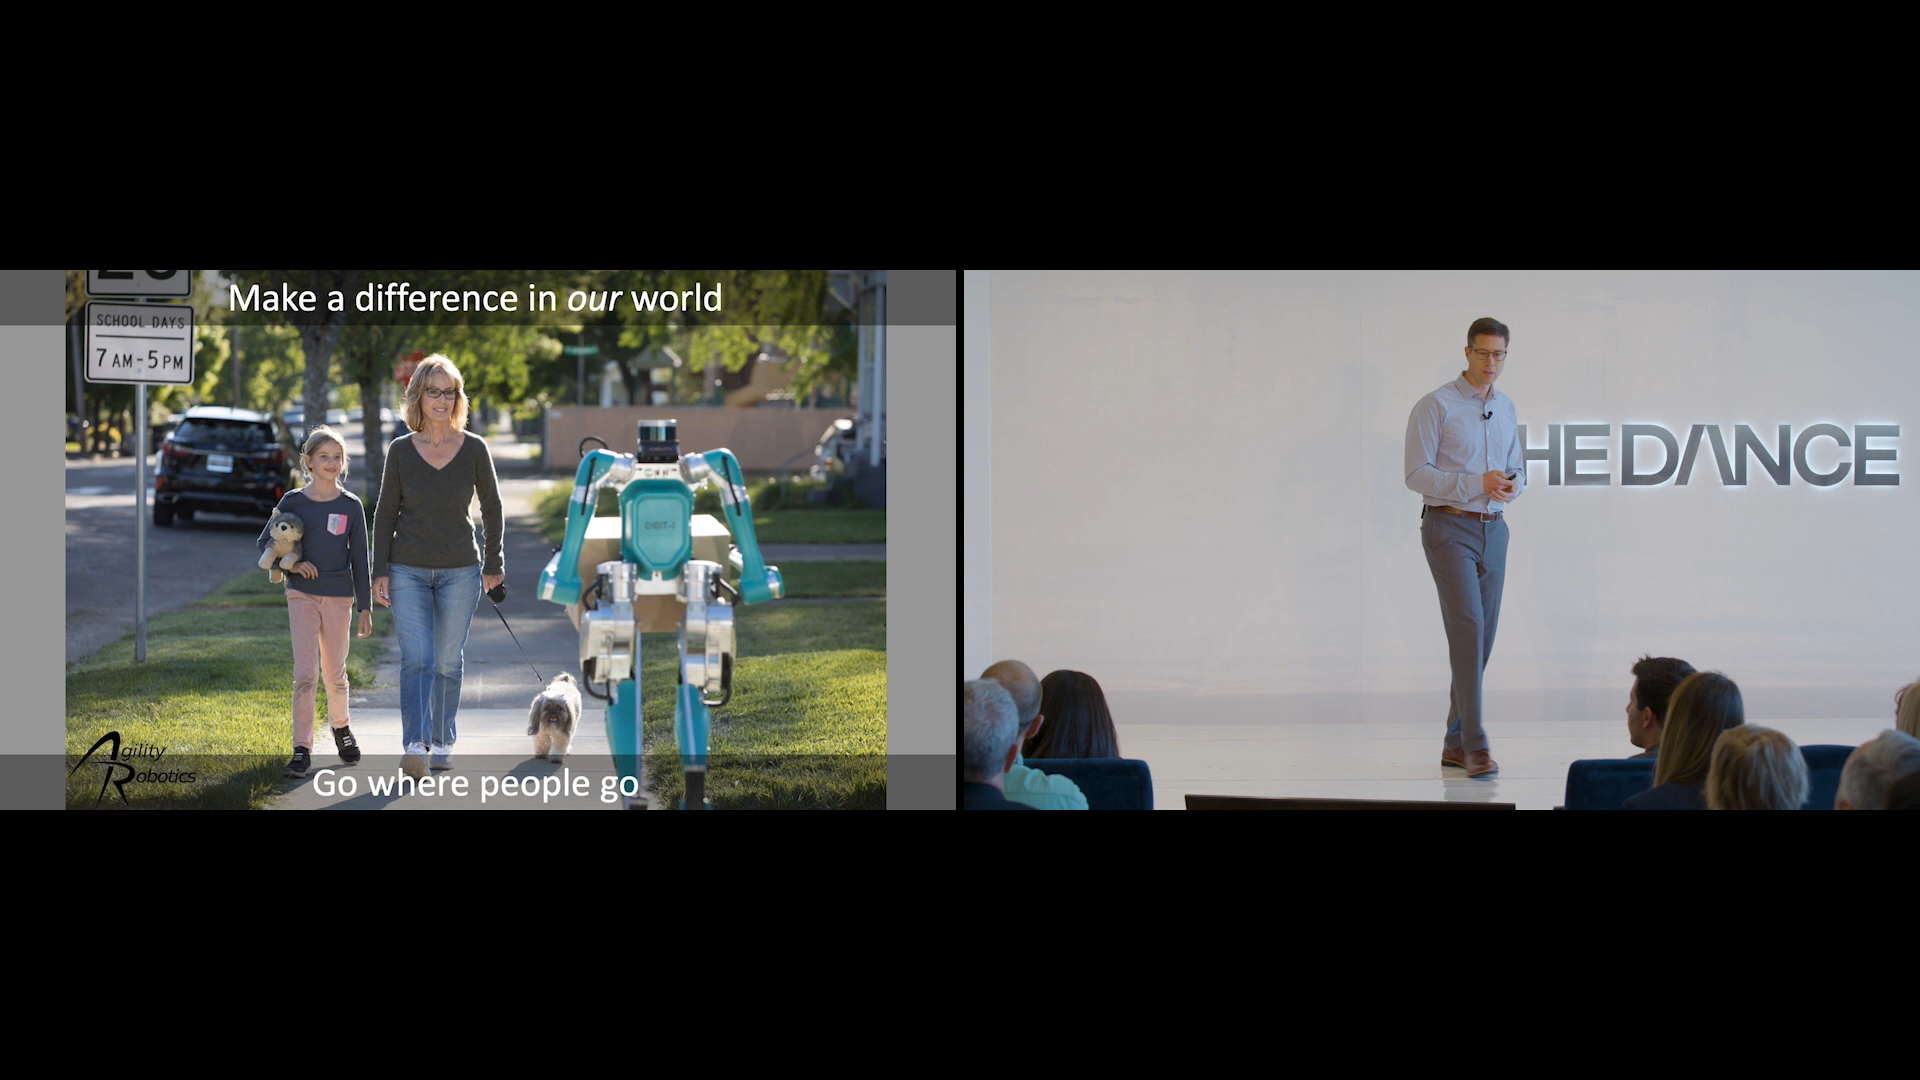 Make a difference in our world
SCHOOL DAYS
7 AM - 5 PM
DIGIT-1
Agility
Robotics
Go where people go
HE DANCE